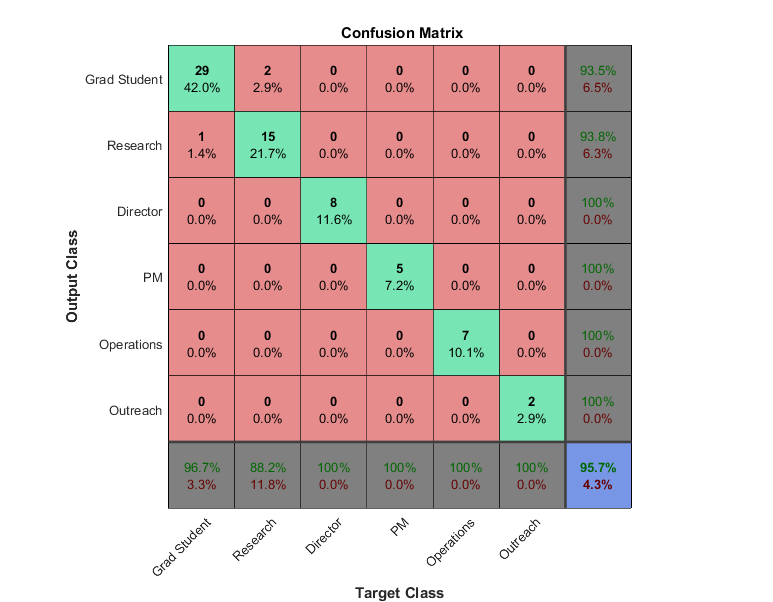 Confusion Matrix
Grad Student
29 2 0 0 0 0 93.5%
42.0% 2.9% 0.0% 0.0% 0.0% 0.0% 6.5%
Research
1 15 0 0 0 0 93.8%
1.4% 21.7% 0.0% 0.0% 0.0% 0.0% 6.3%
Director
0 0 8 0 0 0 100%
0.0% 0.0% 11.6% 0.0% 0.0% 0.0% 0.0%
PM
0 0 0 5 0 0 100%
0.0% 0.0% 0.0% 7.2% 0.0% 0.0% 0.0%
Operations
0 0 0 0 7 0 100%
0.0% 0.0% 0.0% 0.0% 10.1% 0.0% 0.0%
Outreach
0 0 0 0 0 2 100%
0.0% 0.0% 0.0% 0.0% 0.0% 2.9% 0.0%
96.7% 88.2% 100% 100% 100% 100% 95.7%
3.3% 11.8% 0.0% 0.0% 0.0% 0.0% 4.3%
Output Class
Grad Student Research Director PM Operations Outreach
Target Class